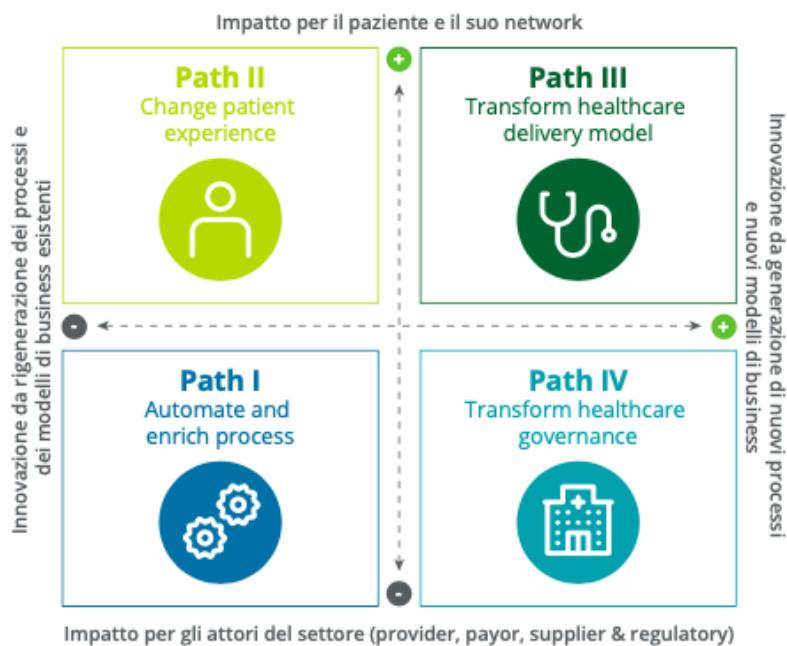 Impatto per il paziente e il suo network
+
Path II
Change patient
experience
Path III
Transform healthcare
delivery model
Innovazione da rigenerazione dei processi e
dei modelli di business esistenti
Innovazione da generazione di nuovi processi
e nuovi modelli di business
-
+
Path I
Automate and
enrich process
Path IV
Transform healthcare
governance
-
Impatto per gli attori del settore (provider, payor, supplier & regulatory)